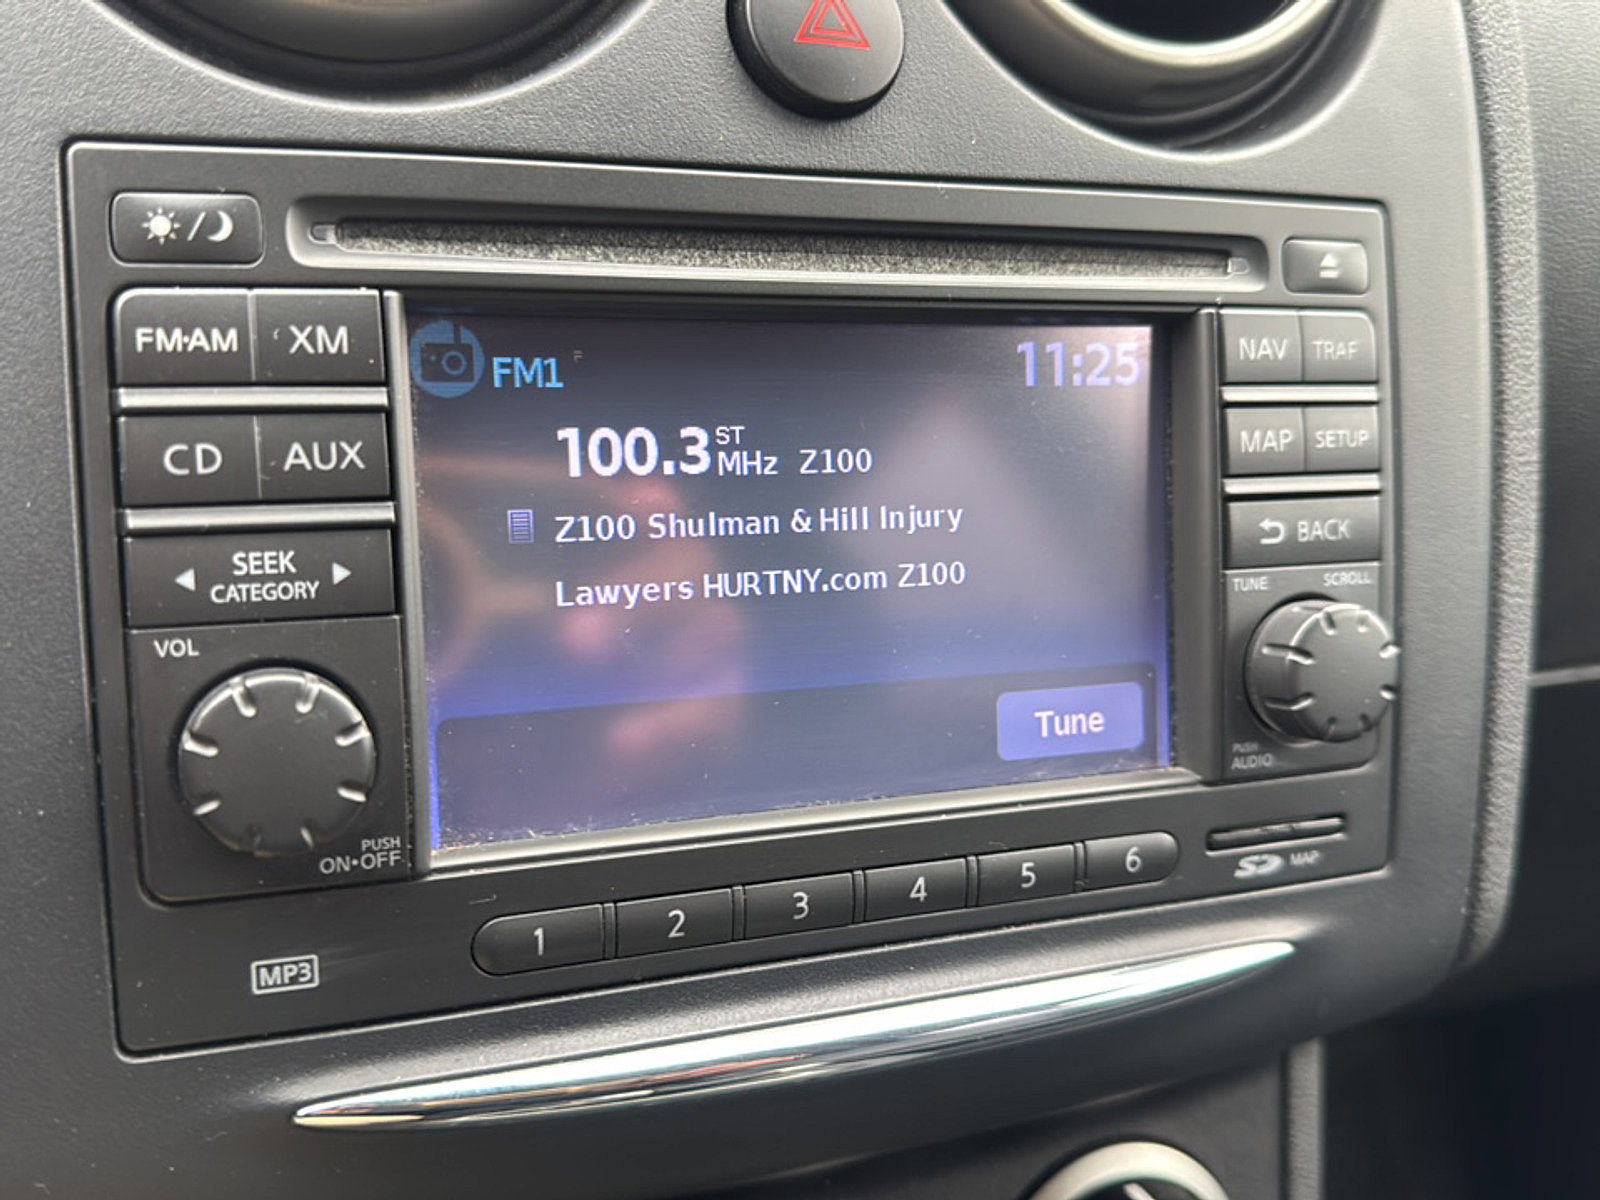 FM·AM
XM
CD
AUX
SEEK
CATEGORY
VOL
PUSH
ON•OFF
MP3
FM1
11:25
100.3 ST MHz Z100
Z100 Shulman & Hill Injury
Lawyers HURTNY.com Z100
Tune
NAV
TRAF
MAP
SETUP
BACK
TUNE
SCROLL
PUSH
AUDIO
1
2
3
4
5
6
SD MAP